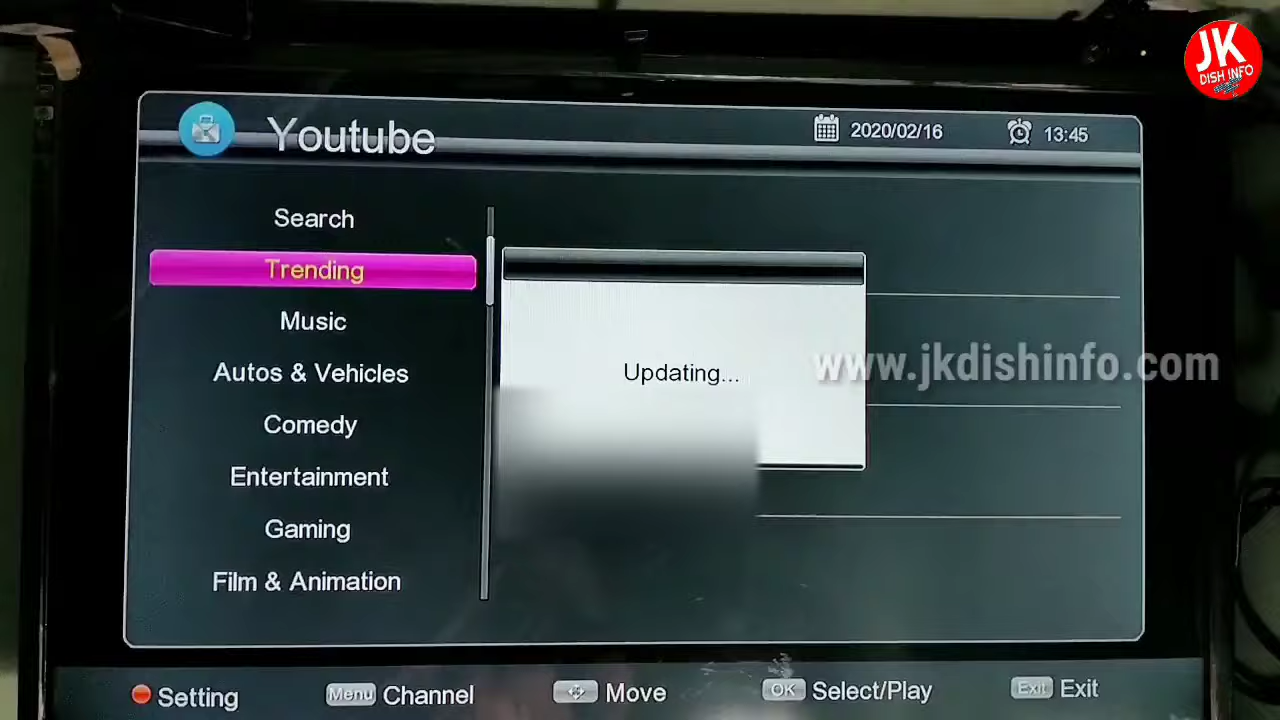 JK
DISH INFO
Youtube
2020/02/16
13:45
Search
Trending
Music
Autos & Vehicles
Comedy
Entertainment
Gaming
Film & Animation
Updating...
www.jkdishinfo.com
Setting
Menu Channel
Move
OK Select/Play
Exit Exit